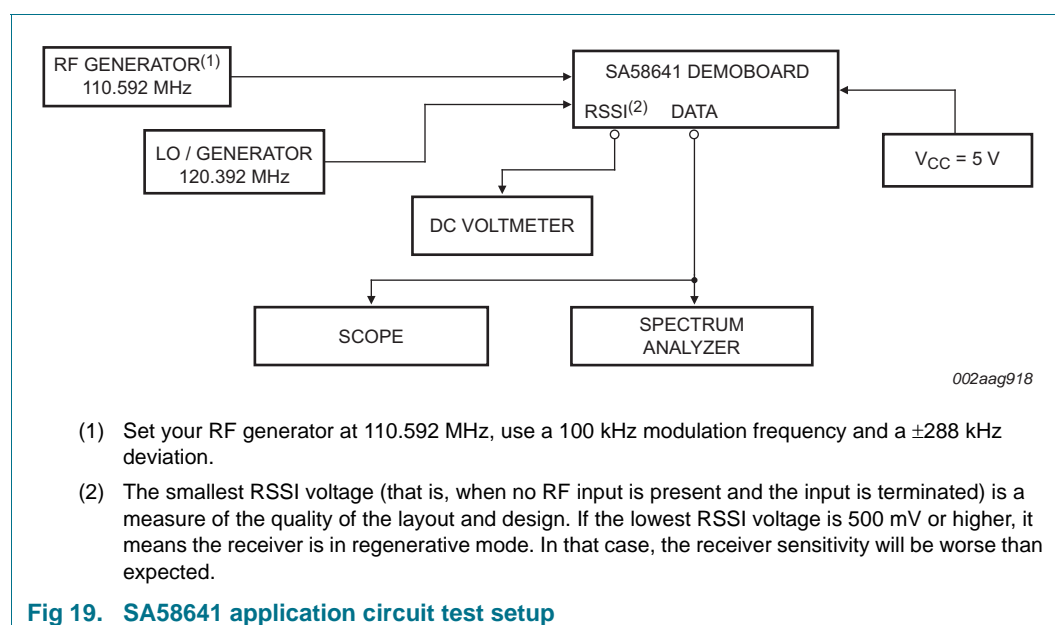 RF GENERATOR(1)
110.592 MHz
SA58641 DEMOBOARD
RSSI(2) DATA
LO / GENERATOR
120.392 MHz
VCC = 5 V
DC VOLTMETER
SCOPE
SPECTRUM
ANALYZER
002aag918
(1) Set your RF generator at 110.592 MHz, use a 100 kHz modulation frequency and a ±288 kHz
deviation.
(2) The smallest RSSI voltage (that is, when no RF input is present and the input is terminated) is a
measure of the quality of the layout and design. If the lowest RSSI voltage is 500 mV or higher, it
means the receiver is in regenerative mode. In that case, the receiver sensitivity will be worse than
expected.
Fig 19. SA58641 application circuit test setup